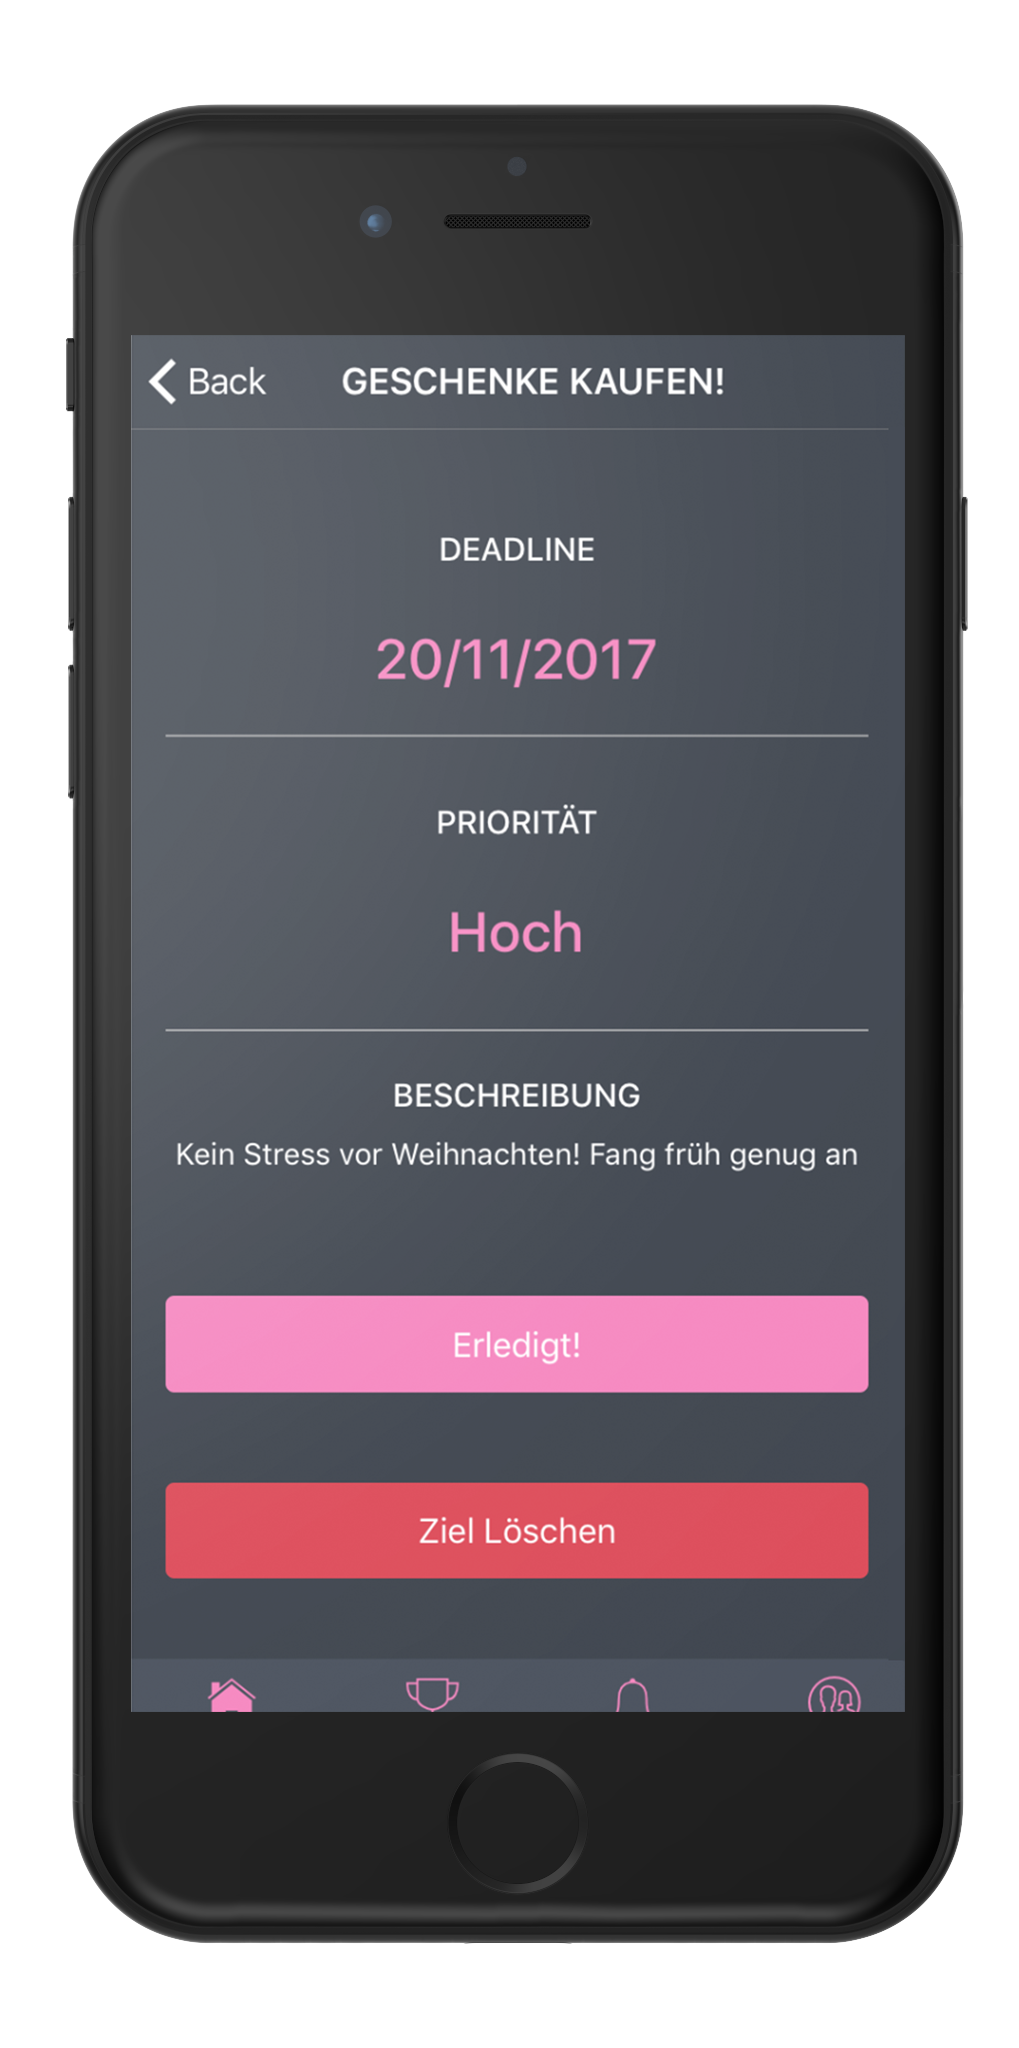 Back
GESCHENKE KAUFEN!
DEADLINE
20/11/2017
PRIORITÄT
Hoch
BESCHREIBUNG
Kein Stress vor Weihnachten! Fang früh genug an
Erledigt!
Ziel Löschen